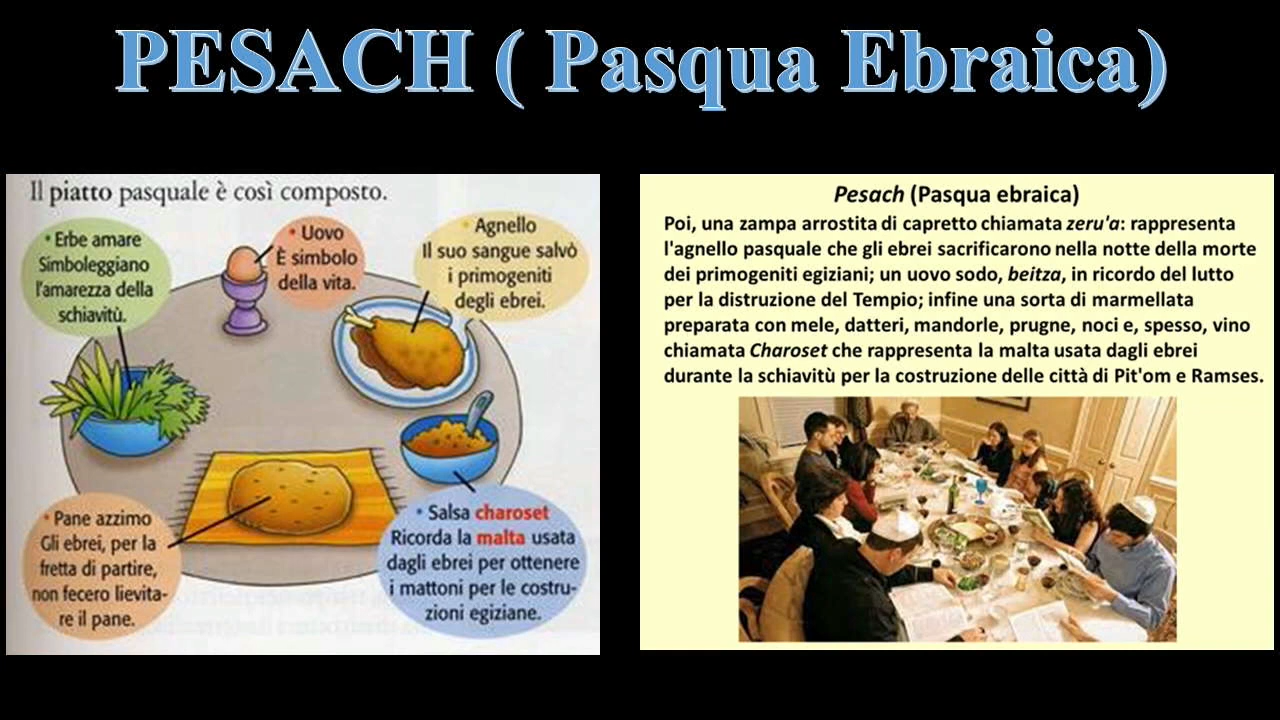 PESACH ( Pasqua Ebraica)
Il piatto pasquale è così composto.
• Erbe amare
Simboleggiano
l'amarezza della
schiavitù.
• Uovo
È simbolo
della vita.
• Agnello
Il suo sangue salvò
i primogeniti
degli ebrei.
• Pane azzimo
Gli ebrei, per la
fretta di partire,
non fecero lievita-
re il pane.
• Salsa charoset
Ricorda la malta usata
dagli ebrei per ottenere
i mattoni per le costru-
zioni egiziane.
Pesach (Pasqua ebraica)
Poi, una zampa arrostita di capretto chiamata zeru'a: rappresenta
l'agnello pasquale che gli ebrei sacrificarono nella notte della morte
dei primogeniti egiziani; un uovo sodo, beitza, in ricordo del lutto
per la distruzione del Tempio; infine una sorta di marmellata
preparata con mele, datteri, mandorle, prugne, noci e, spesso, vino
chiamata Charoset che rappresenta la malta usata dagli ebrei
durante la schiavitù per la costruzione delle città di Pit'om e Ramses.